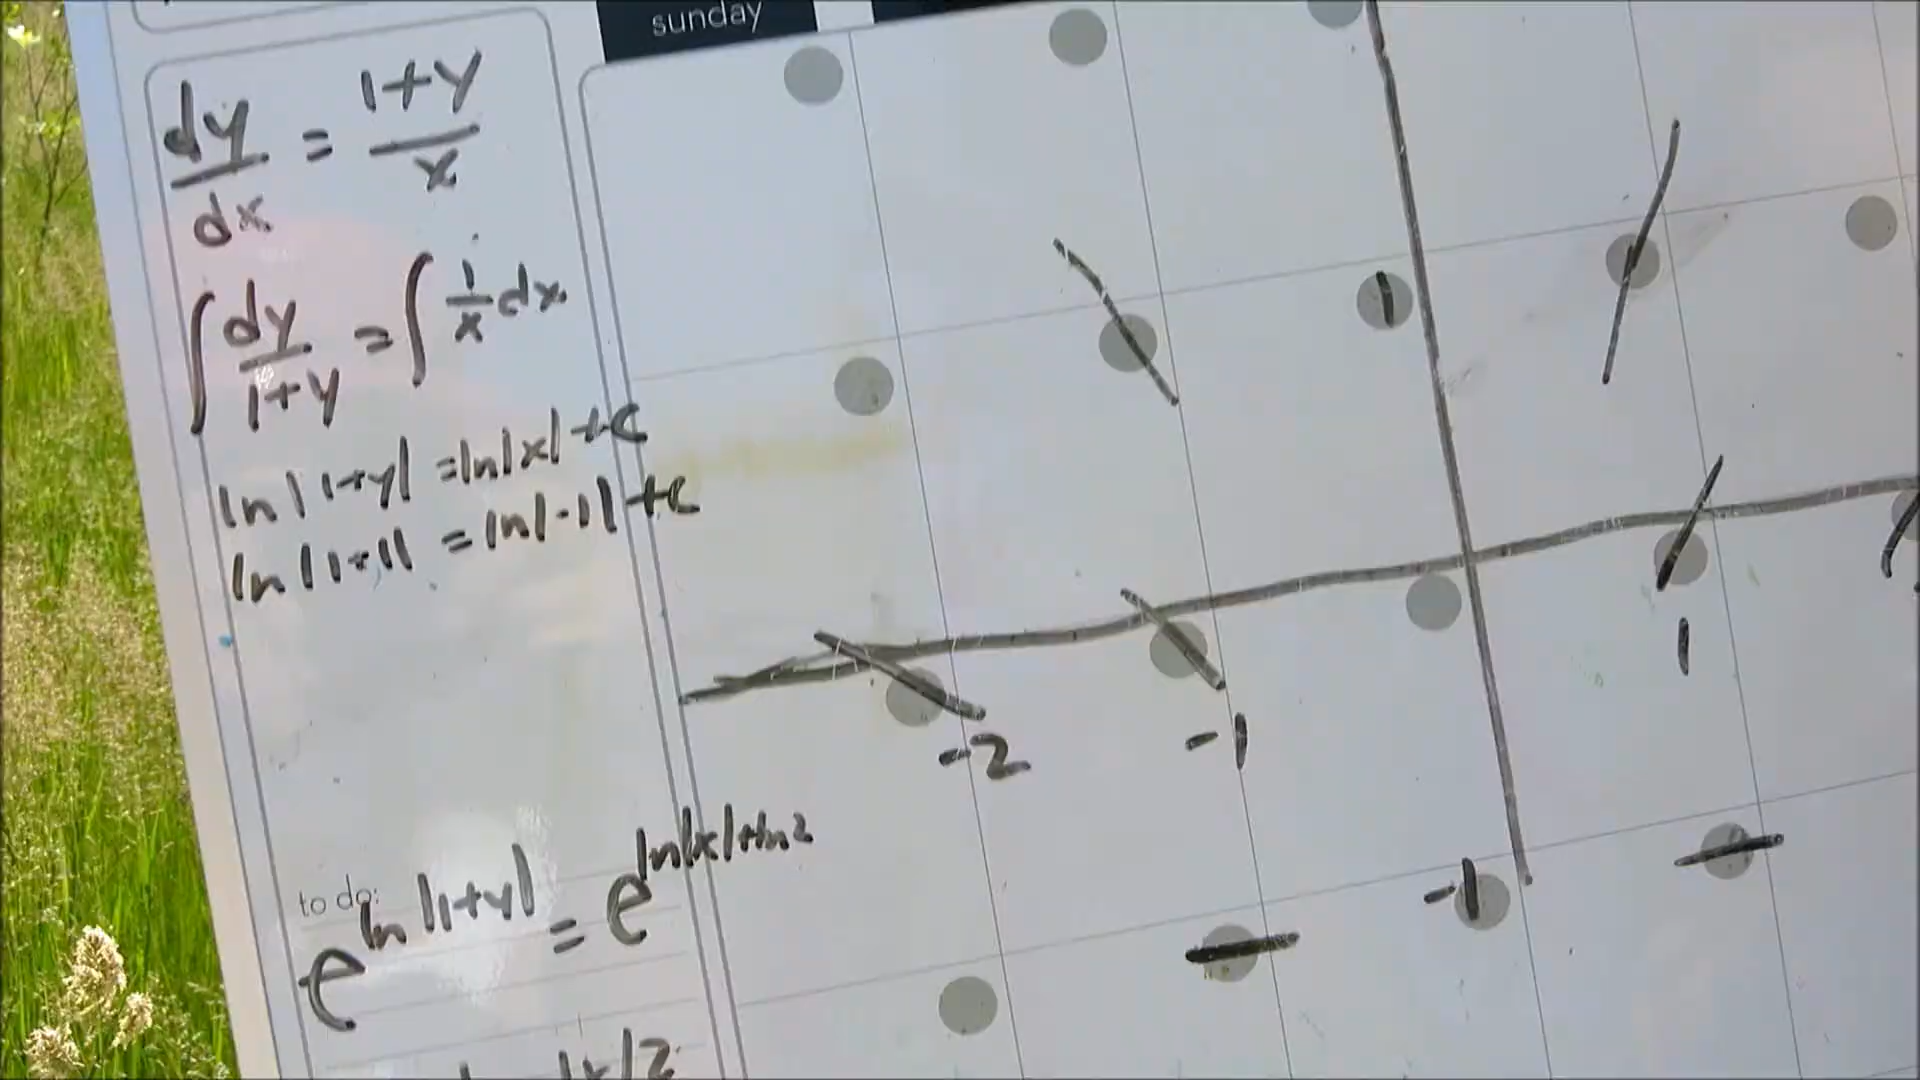 sunday
dy/dx = 1+y/x
∫ dy/1+y = ∫ 1/x dx
ln|1+y| = ln|x| + c
ln|1+1| = ln|-1| + c
to do:
e^ln|1+y| = e^ln|x|+ln2
1
1
-2
-1
-1